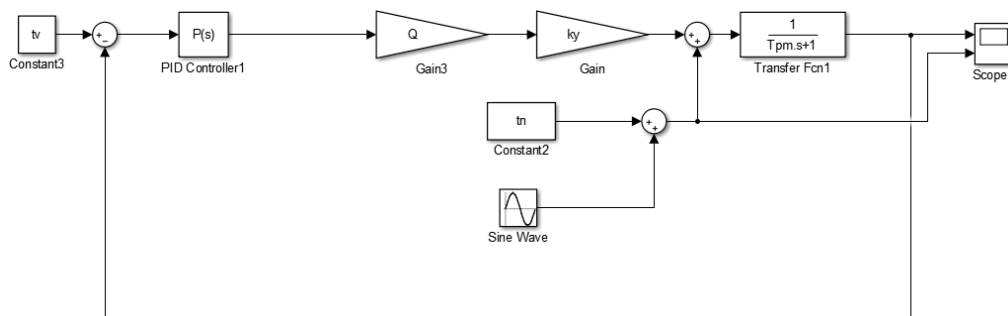 tv
Constant3
P(s)
PID Controller1
Q
Gain3
ky
Gain
1
Tpm.s+1
Transfer Fcn1
Scope
tn
Constant2
Sine Wave